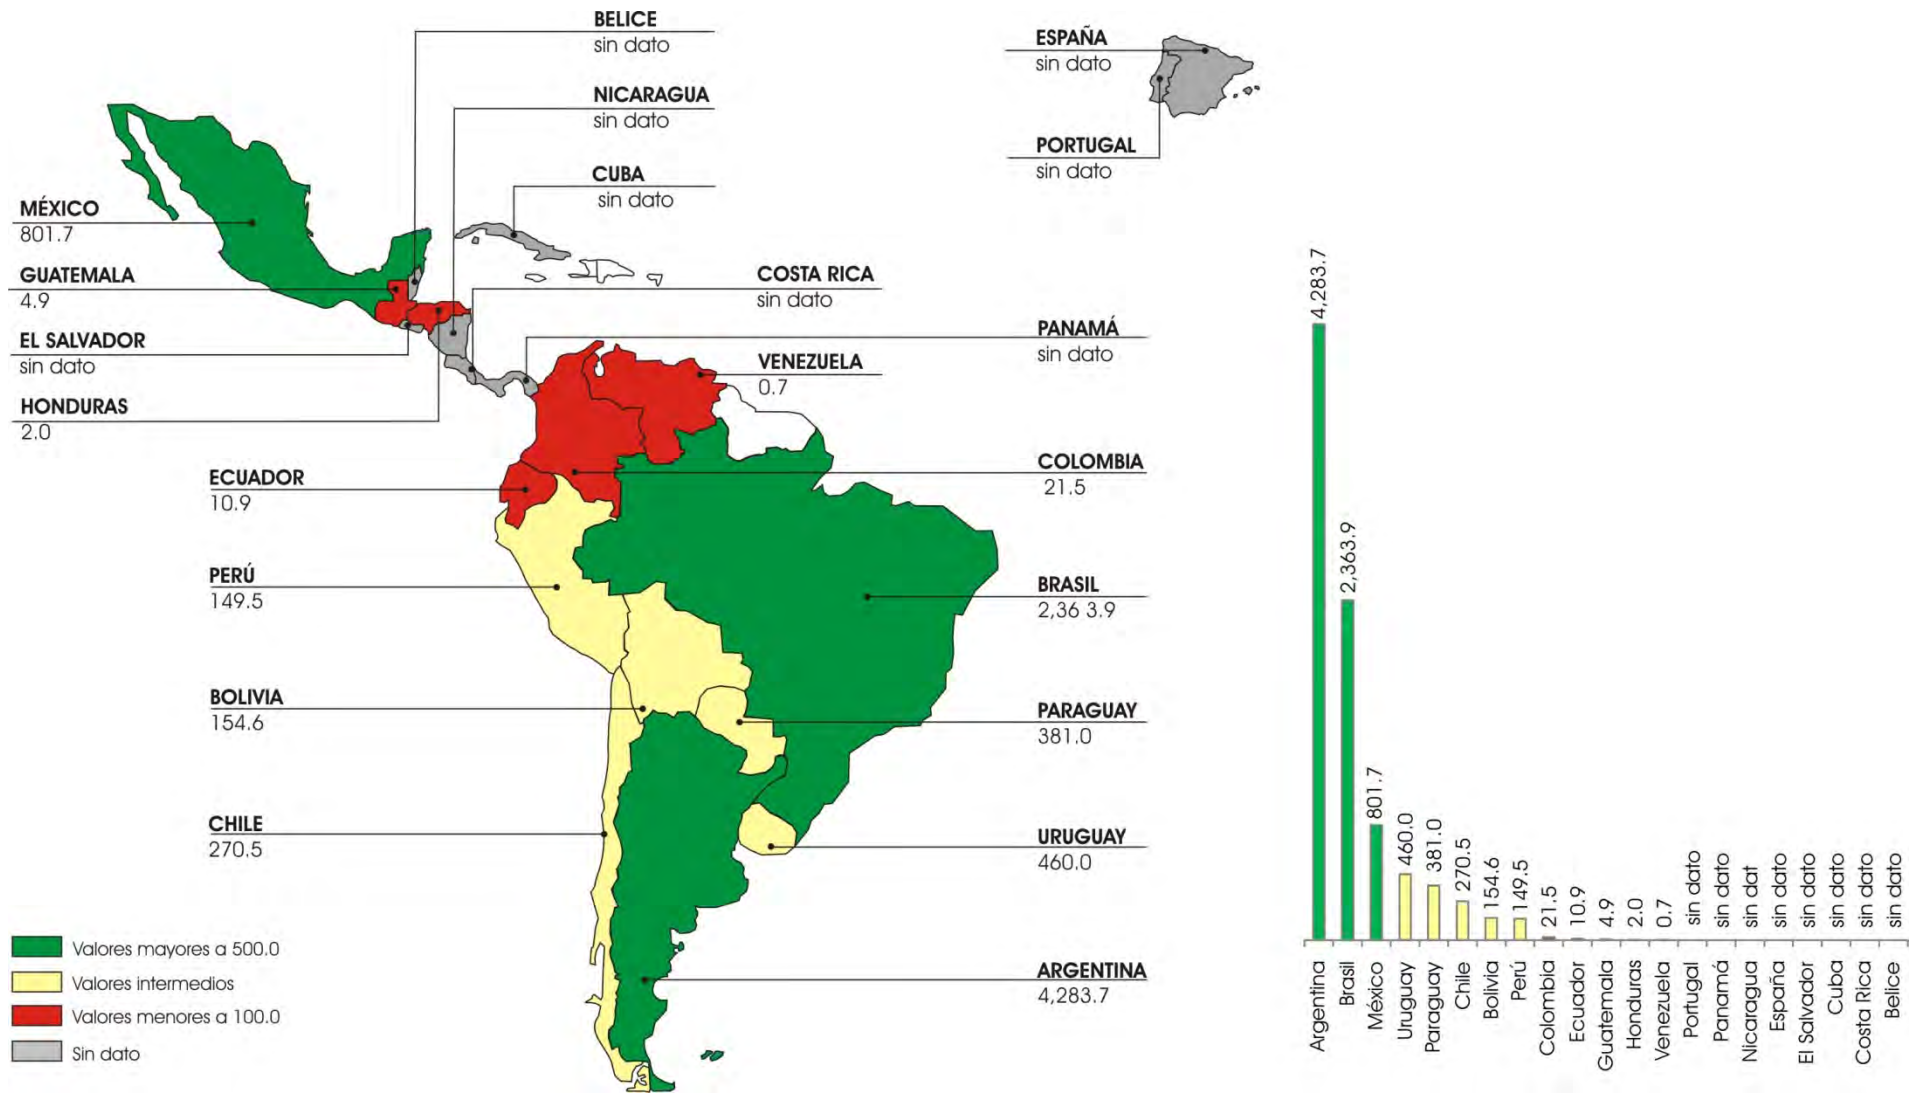 BELICE
sin dato
NICARAGUA
sin dato
CUBA
sin dato
ESPAÑA
sin dato
PORTUGAL
sin dato
MÉXICO
801.7
GUATEMALA
4.9
EL SALVADOR
sin dato
HONDURAS
2.0
COSTA RICA
sin dato
PANAMÁ
sin dato
VENEZUELA
0.7
COLOMBIA
21.5
ECUADOR
10.9
PERÚ
149.5
BRASIL
2,36 3.9
BOLIVIA
154.6
PARAGUAY
381.0
CHILE
270.5
URUGUAY
460.0
ARGENTINA
4,283.7
Valores mayores a 500.0
Valores intermedios
Valores menores a 100.0
Sin dato
4,283.7
2,363.9
801.7
460.0
381.0
270.5
154.6
149.5
21.5
10.9
4.9
2.0
0.7
sin dato
sin dato
sin dat
sin dato
sin dato
sin dato
sin dato
sin dato
Argentina
Brasil
México
Uruguay
Paraguay
Chile
Bolivia
Perú
Colombia
Ecuador
Guatemala
Honduras
Venezuela
Portugal
Panamá
Nicaragua
España
El Salvador
Cuba
Costa Rica
Belice